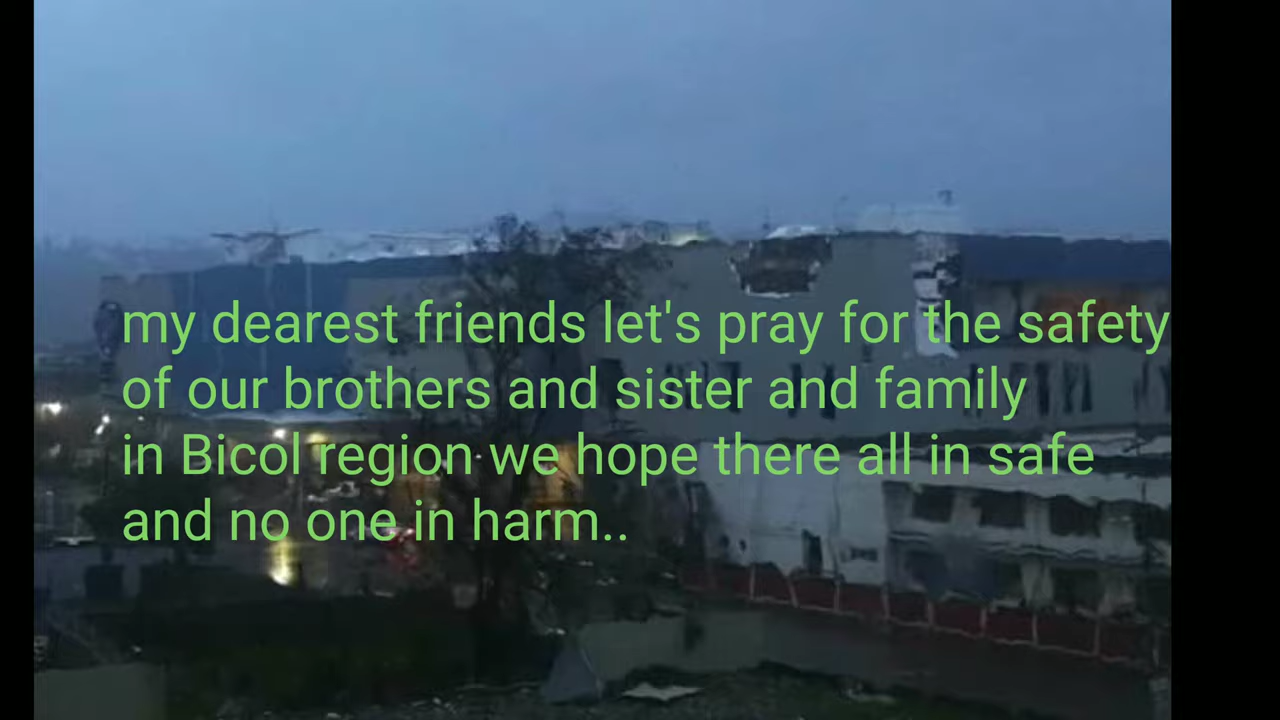 my dearest friends let's pray for the safety
of our brothers and sister and family
in Bicol region we hope there all in safe
and no one in harm..